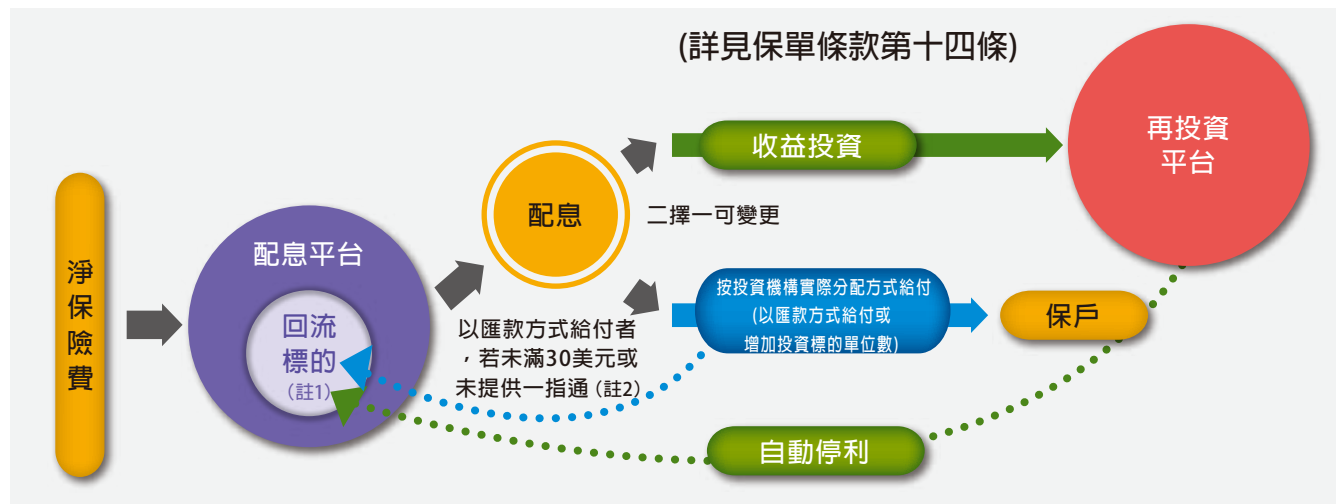 (詳見保單條款第十四條)
淨保險費
配息平台
回流
標的
(註1)
配息
二擇一可變更
收益投資
再投資
平台
以匯款方式給付者
，若未滿30美元或
未提供一指通（註2）
按投資機構實際分配方式給付
(以匯款方式給付或
增加投資標的單位數)
保戶
自動停利